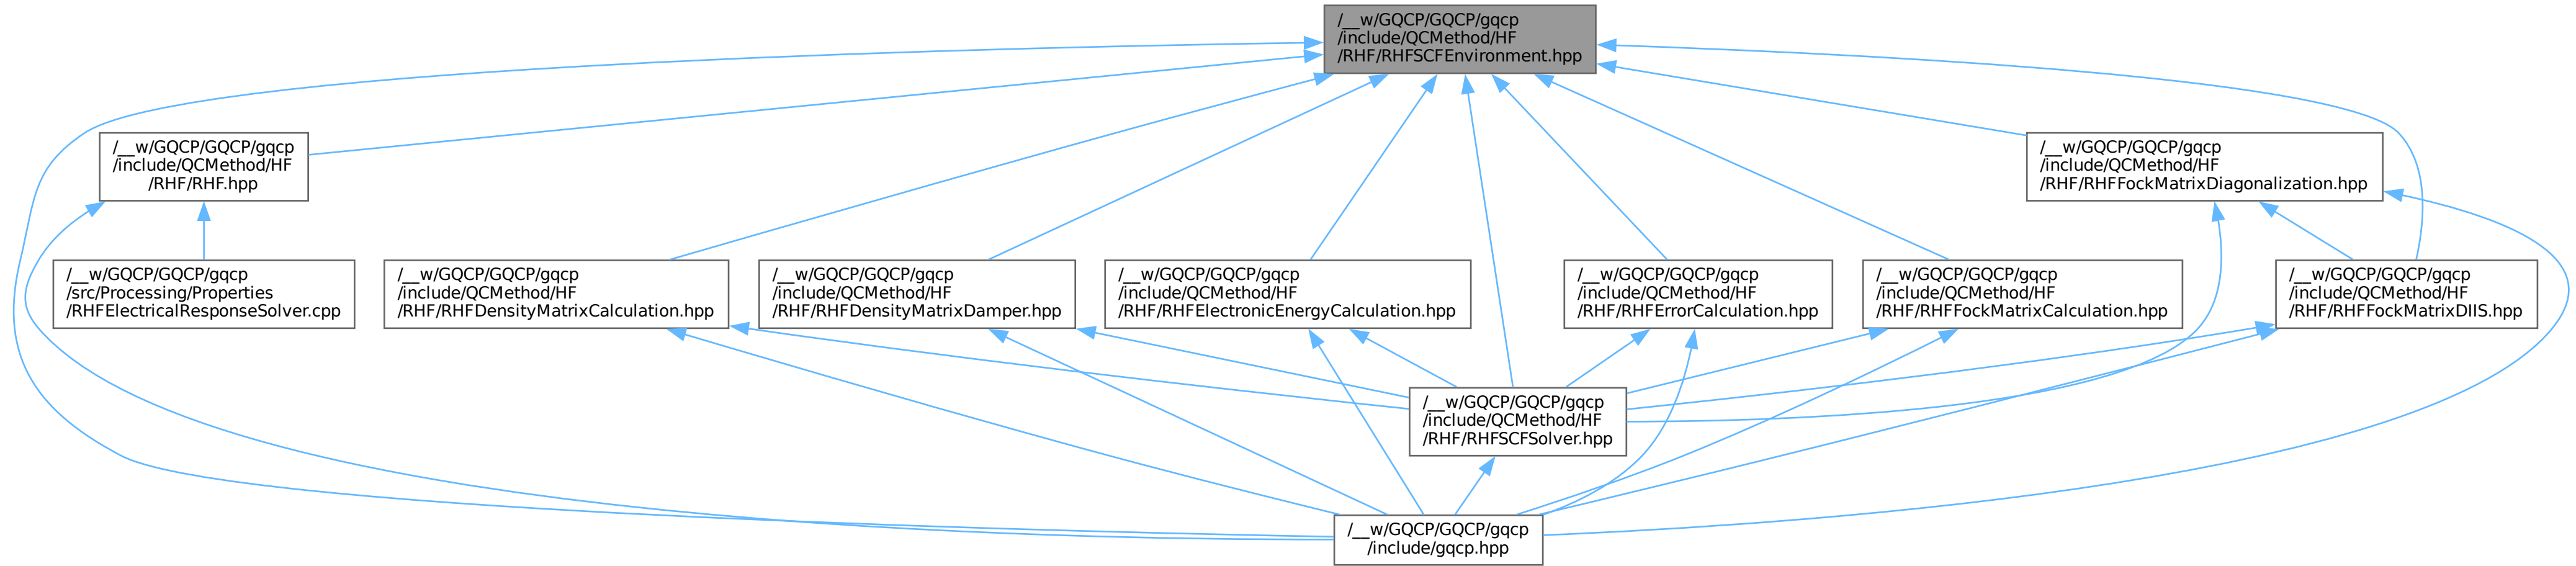 /__w/GQCP/GQCP/gqcp
/include/QCMethod/HF
/RHF/RHFSCFEnvironment.hpp
/__w/GQCP/GQCP/gqcp
/include/QCMethod/HF
/RHF/RHF.hpp
/__w/GQCP/GQCP/gqcp
/include/QCMethod/HF
/RHF/RHFFockMatrixDiagonalization.hpp
/__w/GQCP/GQCP/gqcp
/src/Processing/Properties
/RHFElectricalResponseSolver.cpp
/__w/GQCP/GQCP/gqcp
/include/QCMethod/HF
/RHF/RHFDensityMatrixCalculation.hpp
/__w/GQCP/GQCP/gqcp
/include/QCMethod/HF
/RHF/RHFDensityMatrixDamper.hpp
/__w/GQCP/GQCP/gqcp
/include/QCMethod/HF
/RHF/RHFElectronicEnergyCalculation.hpp
/__w/GQCP/GQCP/gqcp
/include/QCMethod/HF
/RHF/RHFErrorCalculation.hpp
/__w/GQCP/GQCP/gqcp
/include/QCMethod/HF
/RHF/RHFFockMatrixCalculation.hpp
/__w/GQCP/GQCP/gqcp
/include/QCMethod/HF
/RHF/RHFFockMatrixDIIS.hpp
/__w/GQCP/GQCP/gqcp
/include/QCMethod/HF
/RHF/RHFSCFSolver.hpp
/__w/GQCP/GQCP/gqcp
/include/gqcp.hpp